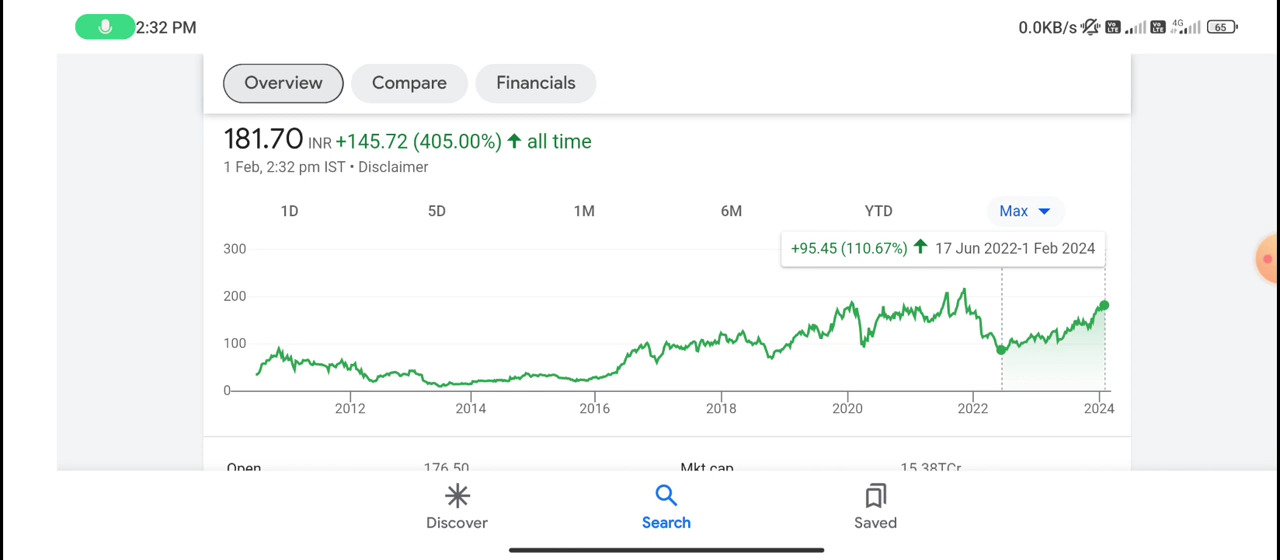 2:32 PM
0.0KB/s 4G 65
Overview Compare Financials
181.70 INR +145.72 (405.00%) ↑ all time
1 Feb, 2:32 pm IST • Disclaimer
1D 5D 1M 6M YTD Max
+95.45 (110.67%) ↑ 17 Jun 2022-1 Feb 2024
300
200
100
0
2012 2014 2016 2018 2020 2022 2024
Open 176.50 Mkt cap 15.38TCr
Discover Search Saved